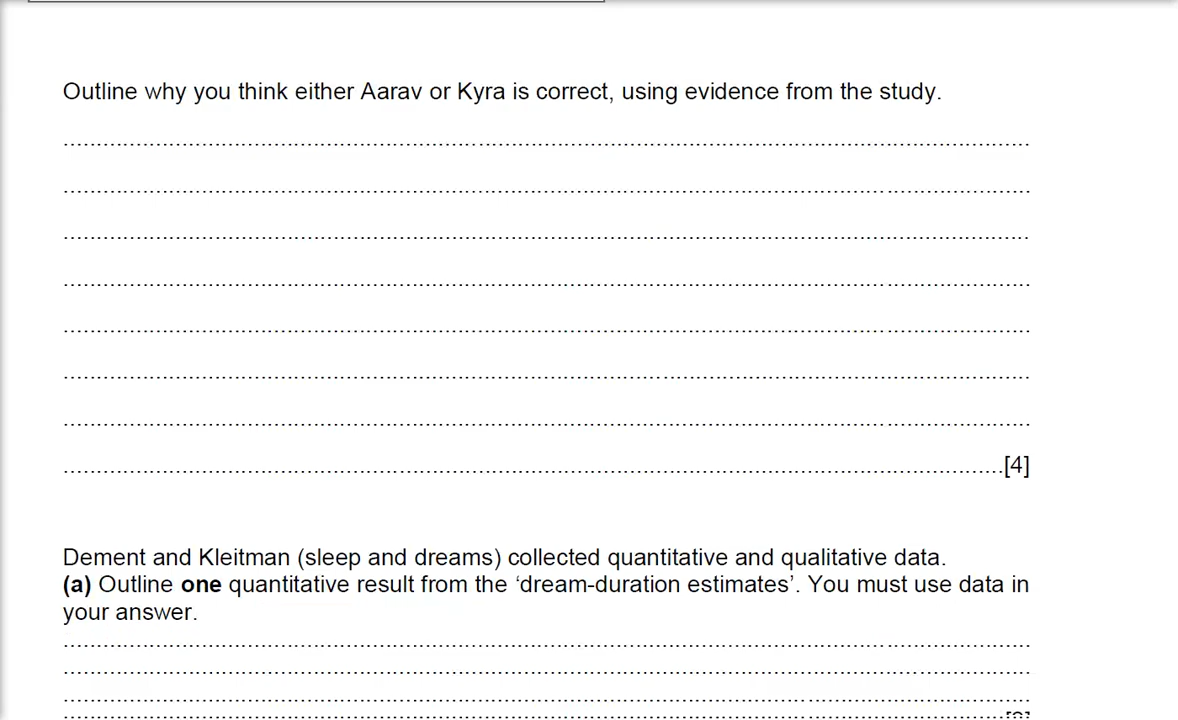 Outline why you think either Aarav or Kyra is correct, using evidence from the study.
[4]
Dement and Kleitman (sleep and dreams) collected quantitative and qualitative data.
(a) Outline one quantitative result from the ‘dream-duration estimates’. You must use data in
your answer.